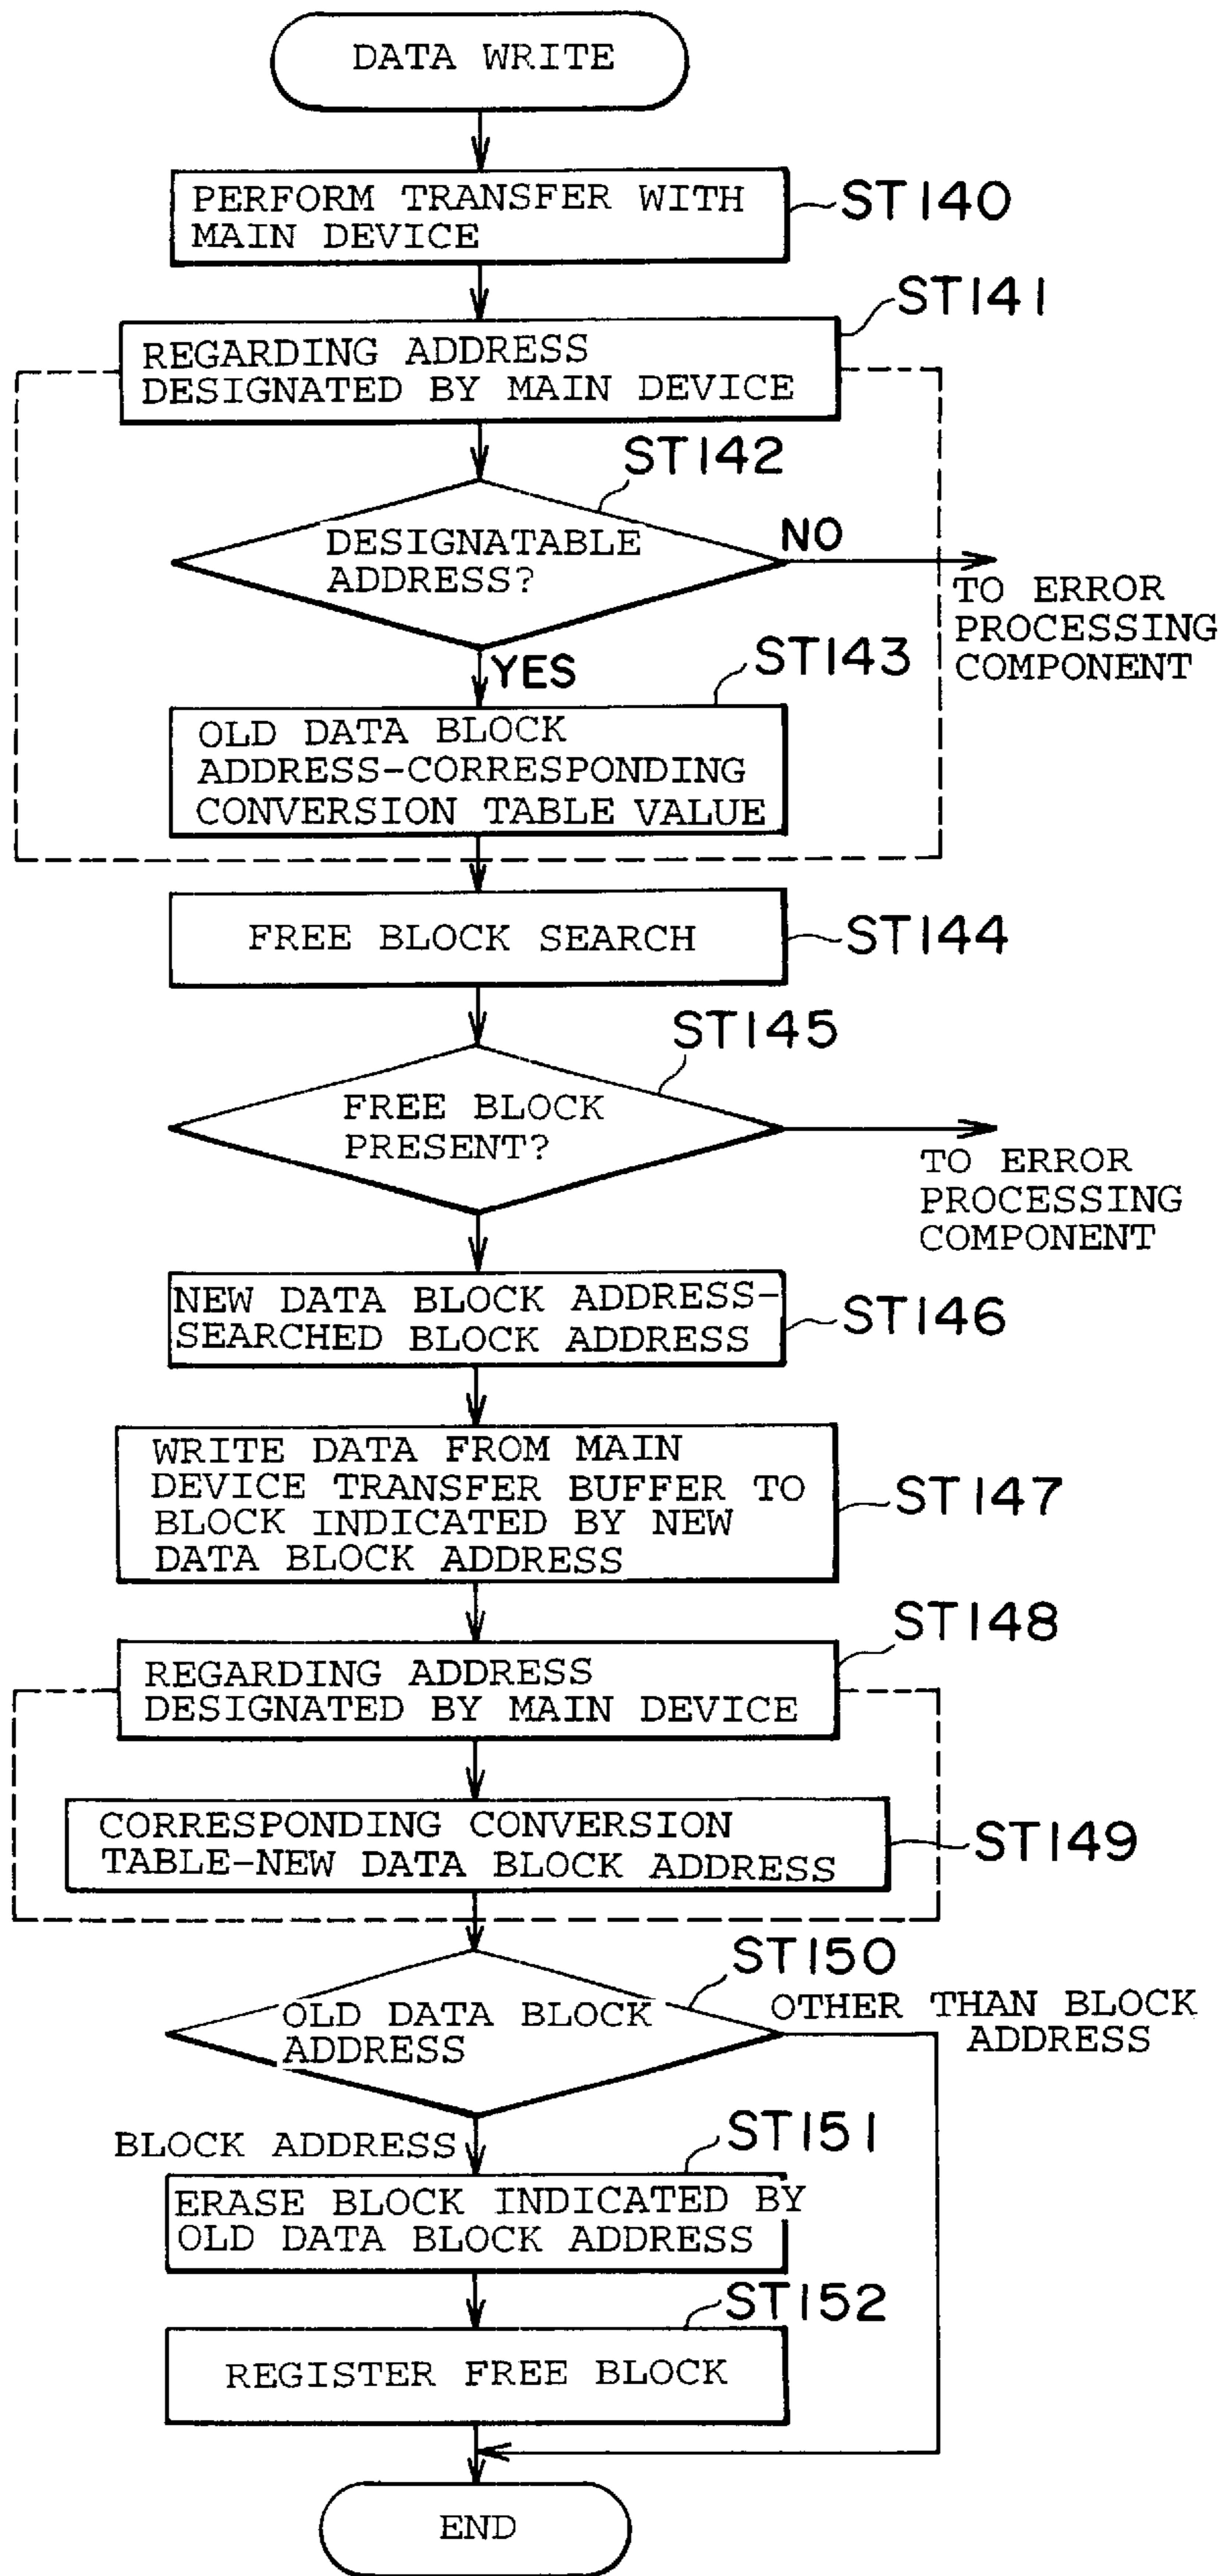 DATA WRITE
PERFORM TRANSFER WITH
MAIN DEVICE
ST140
ST141
REGARDING ADDRESS
DESIGNATED BY MAIN DEVICE
ST142
DESIGNATABLE
ADDRESS?
NO
TO ERROR
PROCESSING
COMPONENT
YES
ST143
OLD DATA BLOCK
ADDRESS-CORRESPONDING
CONVERSION TABLE VALUE
FREE BLOCK SEARCH
ST144
ST145
FREE BLOCK
PRESENT?
TO ERROR
PROCESSING
COMPONENT
NEW DATA BLOCK ADDRESS-
SEARCHED BLOCK ADDRESS
ST146
WRITE DATA FROM MAIN
DEVICE TRANSFER BUFFER TO
BLOCK INDICATED BY NEW
DATA BLOCK ADDRESS
ST147
ST148
REGARDING ADDRESS
DESIGNATED BY MAIN DEVICE
CORRESPONDING CONVERSION
TABLE-NEW DATA BLOCK ADDRESS
ST149
ST150
OLD DATA BLOCK
ADDRESS
OTHER THAN BLOCK
ADDRESS
BLOCK ADDRESS
ST151
ERASE BLOCK INDICATED BY
OLD DATA BLOCK ADDRESS
ST152
REGISTER FREE BLOCK
END